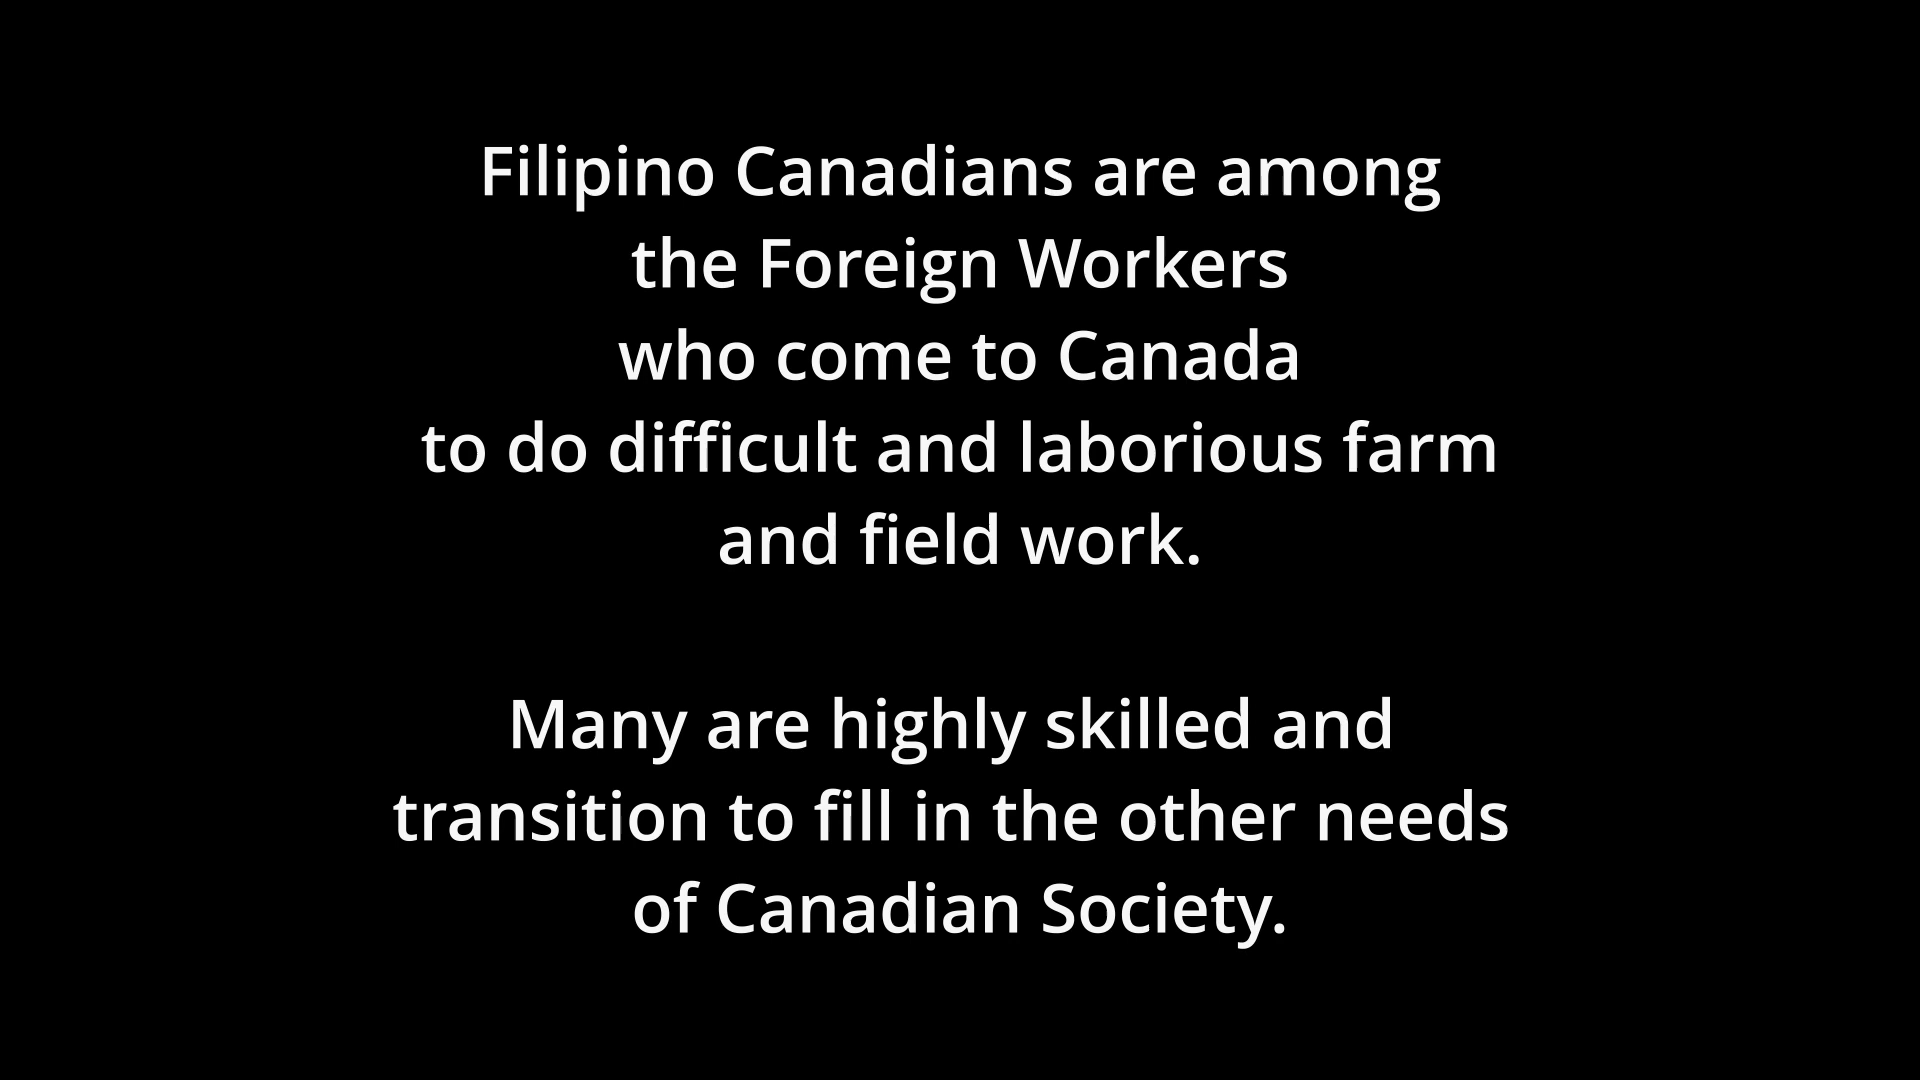 Filipino Canadians are among
the Foreign Workers
who come to Canada
to do difficult and laborious farm
and field work.
Many are highly skilled and
transition to fill in the other needs
of Canadian Society.